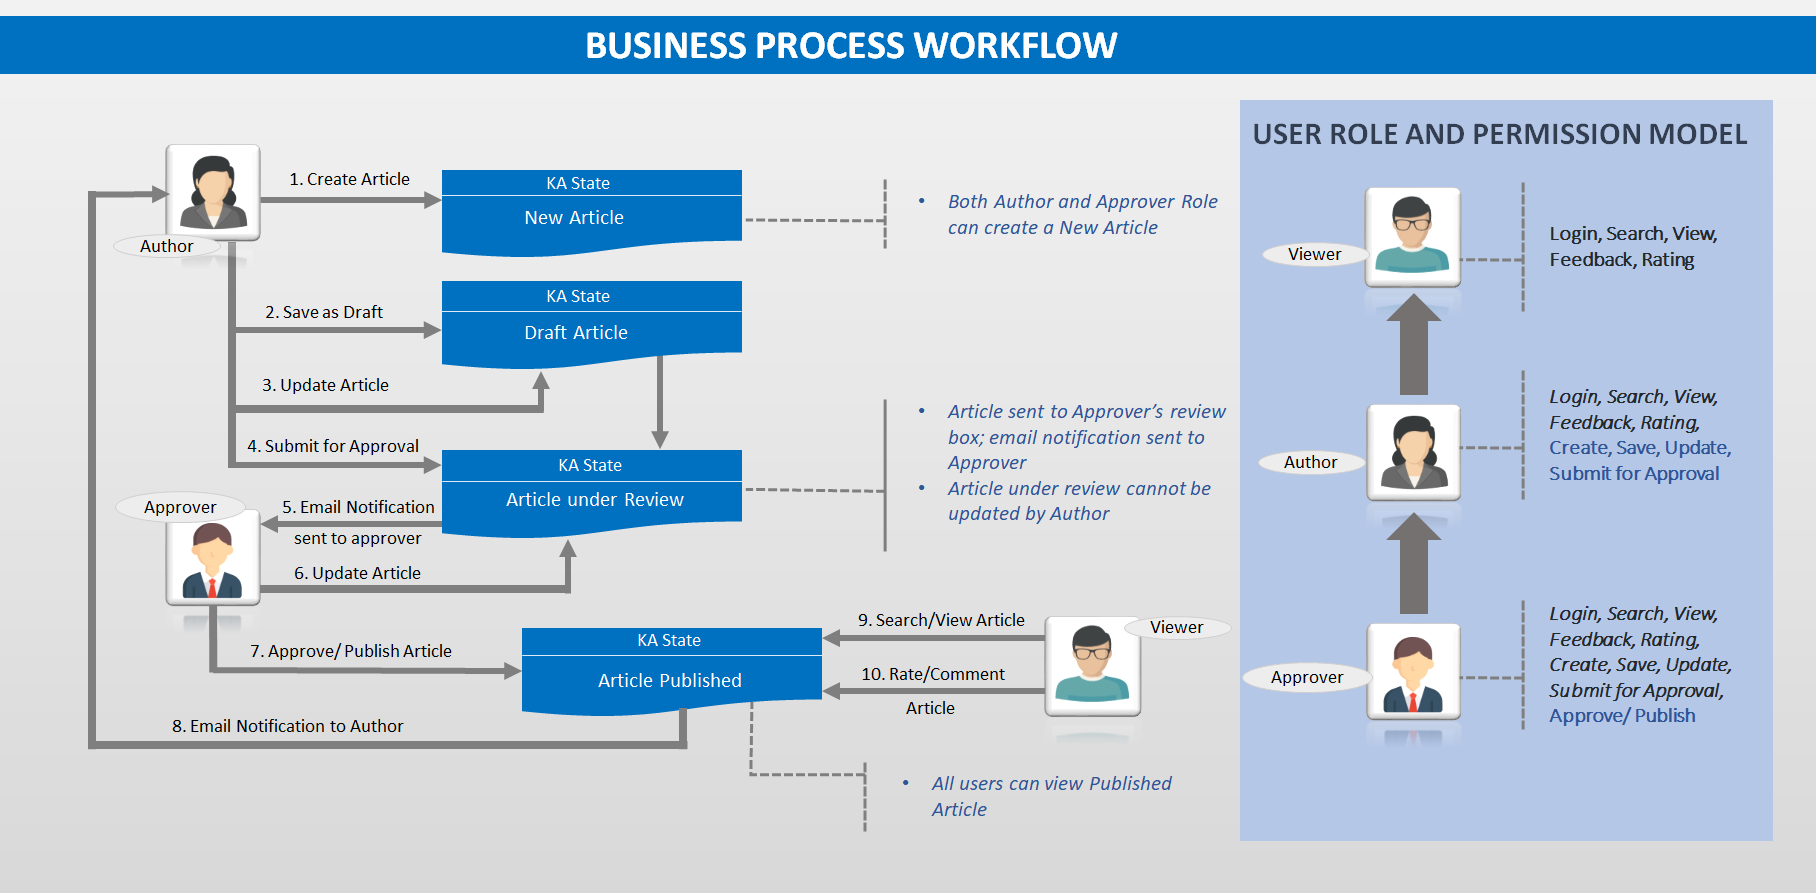 BUSINESS PROCESS WORKFLOW
Author
1. Create Article
KA State
New Article
• Both Author and Approver Role
can create a New Article
2. Save as Draft
KA State
Draft Article
3. Update Article
4. Submit for Approval
KA State
Article under Review
• Article sent to Approver’s review
box; email notification sent to
Approver
• Article under review cannot be
updated by Author
Approver
5. Email Notification
sent to approver
6. Update Article
7. Approve/ Publish Article
KA State
Article Published
8. Email Notification to Author
9. Search/View Article
10. Rate/Comment
Article
Viewer
• All users can view Published
Article
USER ROLE AND PERMISSION MODEL
Viewer
Login, Search, View,
Feedback, Rating
Author
Login, Search, View,
Feedback, Rating,
Create, Save, Update,
Submit for Approval
Approver
Login, Search, View,
Feedback, Rating,
Create, Save, Update,
Submit for Approval,
Approve/ Publish